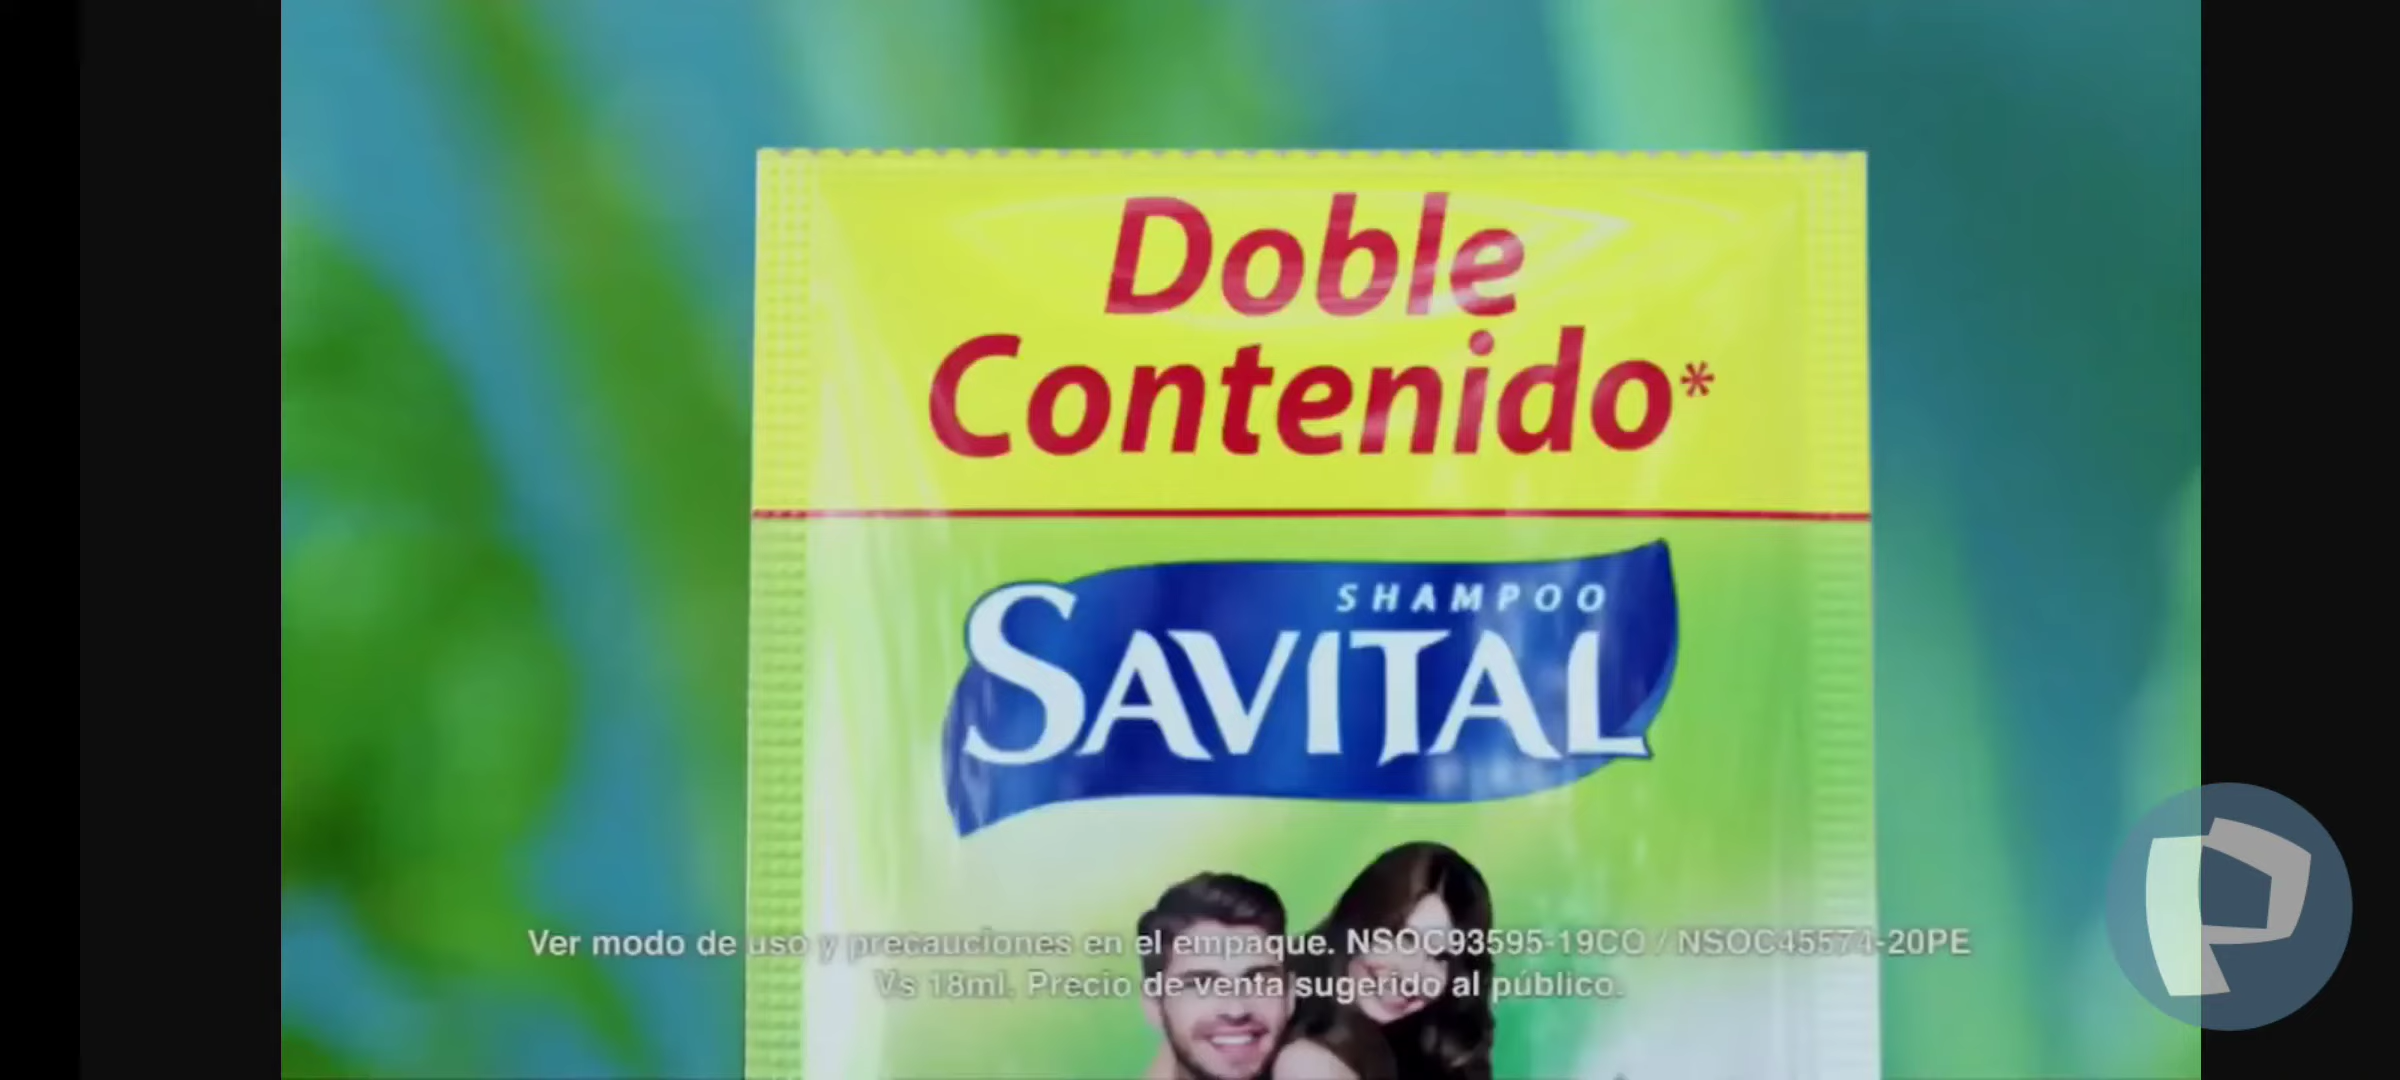 Doble
Contenido*
SHAMPOO
SAVITAL
Ver modo de uso y precauciones en el empaque. NSOC93595-19CO / NSOC45574-20PE
Vs 18ml. Precio de venta sugerido al público.